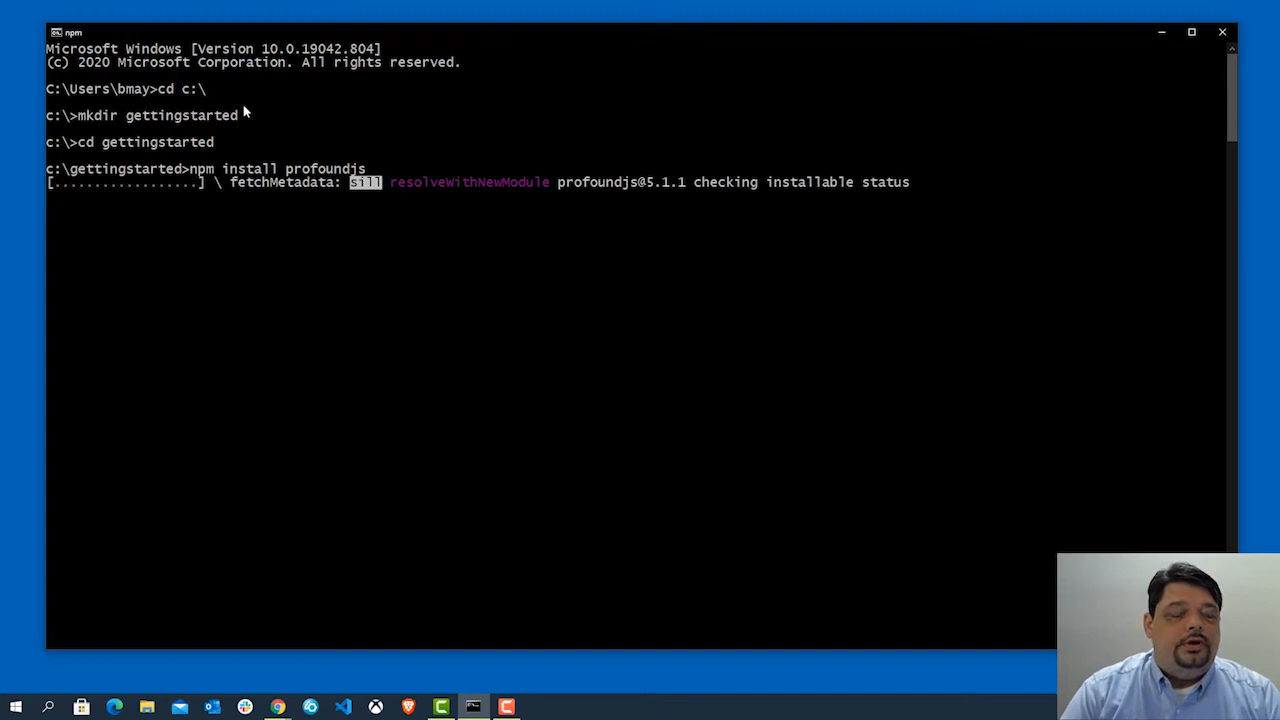 npm
Microsoft Windows [Version 10.0.19042.804]
(c) 2020 Microsoft Corporation. All rights reserved.
C:\Users\bmay>cd c:\
c:\>mkdir gettingstarted
c:\>cd gettingstarted
c:\gettingstarted>npm install profoundjs
[.................] \ fetchMetadata: sill resolveWithNewModule profoundjs@5.1.1 checking installable status